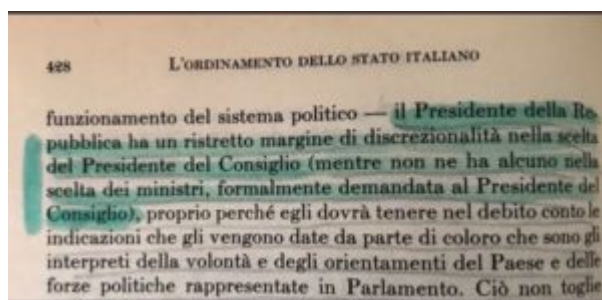 428 L'ORDINAMENTO DELLO STATO ITALIANO
funzionamento del sistema politico — il Presidente della Re-
pubblica ha un ristretto margine di discrezionalità nella scelta
del Presidente del Consiglio (mentre non ne ha alcuno nella
scelta dei ministri, formalmente demandata al Presidente del
Consiglio), proprio perché egli dovrà tenere nel debito conto le
indicazioni che gli vengono date da parte di coloro che sono gli
interpreti della volontà e degli orientamenti del Paese e delle
forze politiche rappresentate in Parlamento. Ciò non toglie